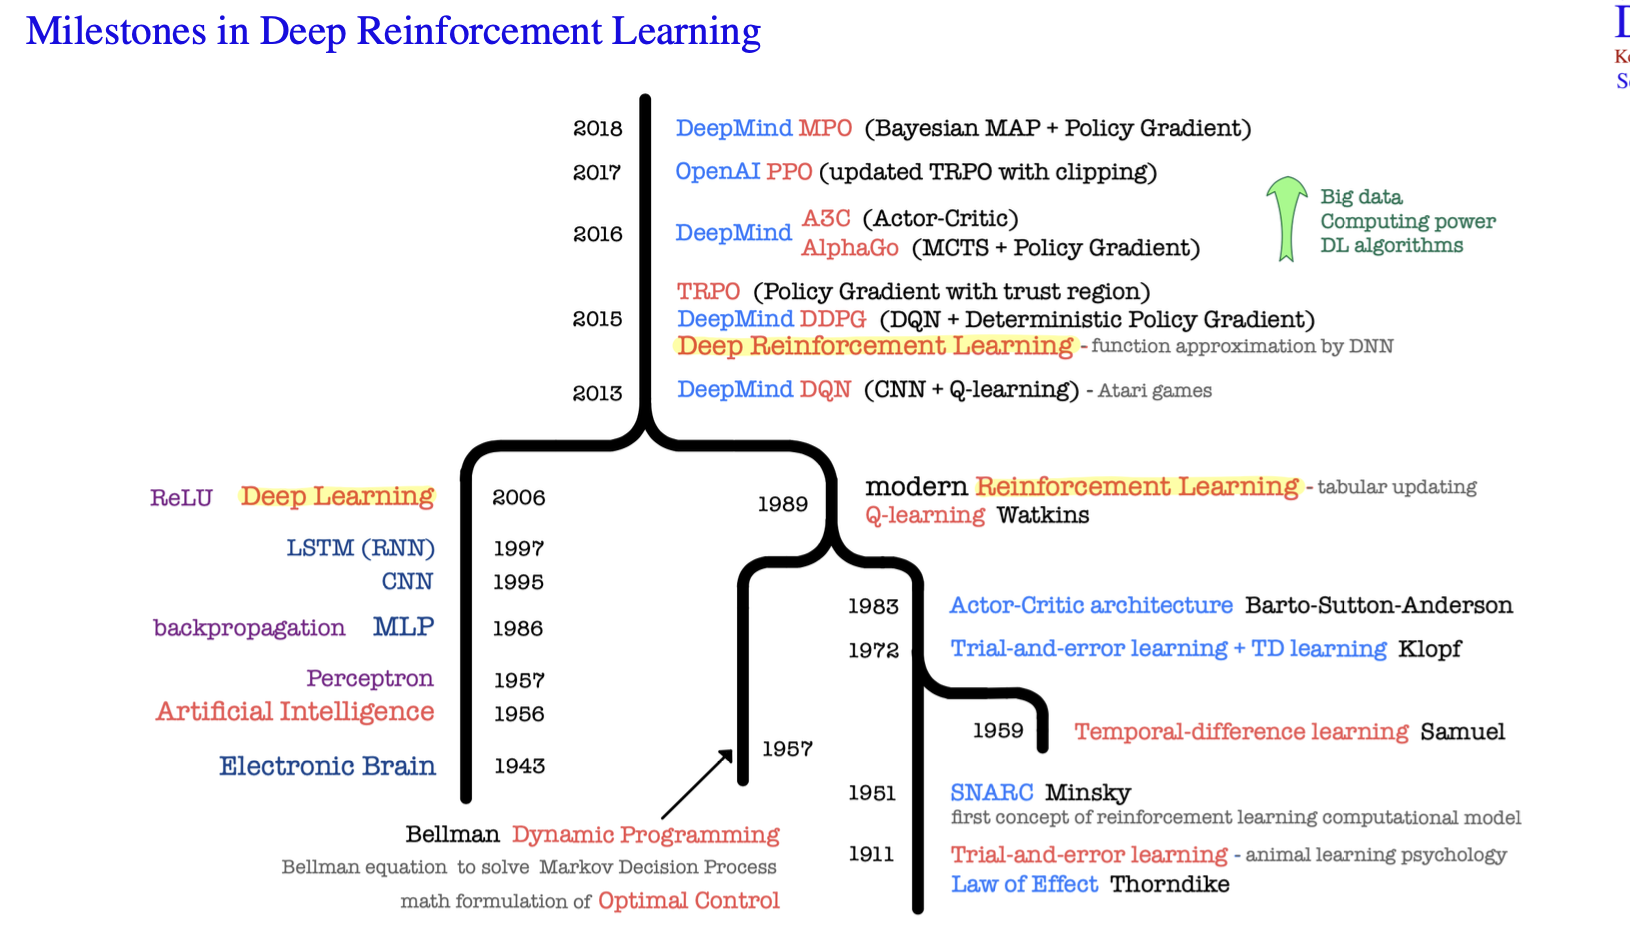 Milestones in Deep Reinforcement Learning
2018 DeepMind MPO (Bayesian MAP + Policy Gradient)
2017 OpenAI PPO (updated TRPO with clipping)
2016 DeepMind A3C (Actor-Critic)
AlphaGo (MCTS + Policy Gradient)
Big data
Computing power
DL algorithms
TRPO (Policy Gradient with trust region)
2015 DeepMind DDPG (DQN + Deterministic Policy Gradient)
Deep Reinforcement Learning - function approximation by DNN
2013 DeepMind DQN (CNN + Q-learning) - Atari games
ReLU Deep Learning 2006
LSTM (RNN) 1997
CNN 1995
backpropagation MLP 1986
Perceptron 1957
Artificial Intelligence 1956
Electronic Brain 1943
1989 modern Reinforcement Learning - tabular updating
Q-learning Watkins
1957
Bellman Dynamic Programming
Bellman equation to solve Markov Decision Process
math formulation of Optimal Control
1983 Actor-Critic architecture Barto-Sutton-Anderson
1972 Trial-and-error learning + TD learning Klopf
1959 Temporal-difference learning Samuel
1951 SNARC Minsky
first concept of reinforcement learning computational model
1911 Trial-and-error learning - animal learning psychology
Law of Effect Thorndike